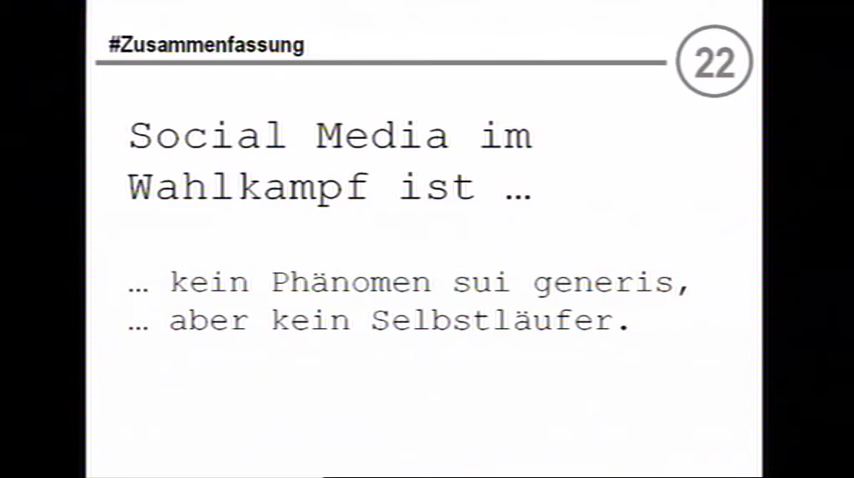 #Zusammenfassung
22
Social Media im
Wahlkampf ist …
… kein Phänomen sui generis,
… aber kein Selbstläufer.